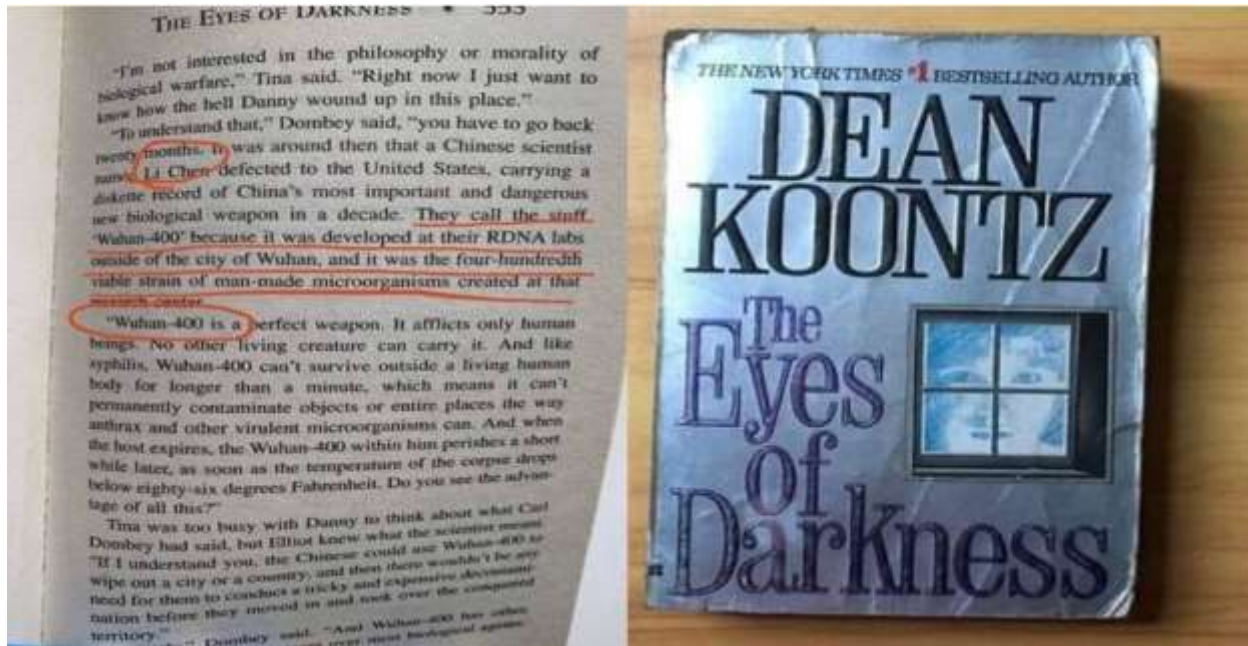 THE EYES OF DARKNESS • 333
"I'm not interested in the philosophy or morality of
biological warfare," Tina said. "Right now I just want to
know how the hell Danny wound up in this place."
"To understand that," Dombey said, "you have to go back
twenty months. It was around then that a Chinese scientist
named Li Chen defected to the United States, carrying a
diskette record of China's most important and dangerous
new biological weapon in a decade. They call the stuff
'Wuhan-400' because it was developed at their RDNA labs
outside of the city of Wuhan, and it was the four-hundredth
viable strain of man-made microorganisms created at that
research center.
"Wuhan-400 is a perfect weapon. It afflicts only human
beings. No other living creature can carry it. And like
syphilis, Wuhan-400 can't survive outside a living human
body for longer than a minute, which means it can't
permanently contaminate objects or entire places the way
anthrax and other virulent microorganisms can. And when
the host expires, the Wuhan-400 within him perishes a short
while later, as soon as the temperature of the corpse drops
below eighty-six degrees Fahrenheit. Do you see the advan-
tage of all this?"
Tina was too busy with Danny to think about what Carl
Dombey had said, but Elliot knew what the scientist meant.
"If I understand you, the Chinese could use Wuhan-400 to
wipe out a city or a country, and then there wouldn't be any
need for them to conduct a tricky and expensive decontami-
nation before they moved in and took over the conquered
territory."
Dombey said. "And Wuhan-400 has other
over most biological agents.
THE NEW YORK TIMES #1 BESTSELLING AUTHOR
DEAN
KOONTZ
The
Eyes
of
Darkness